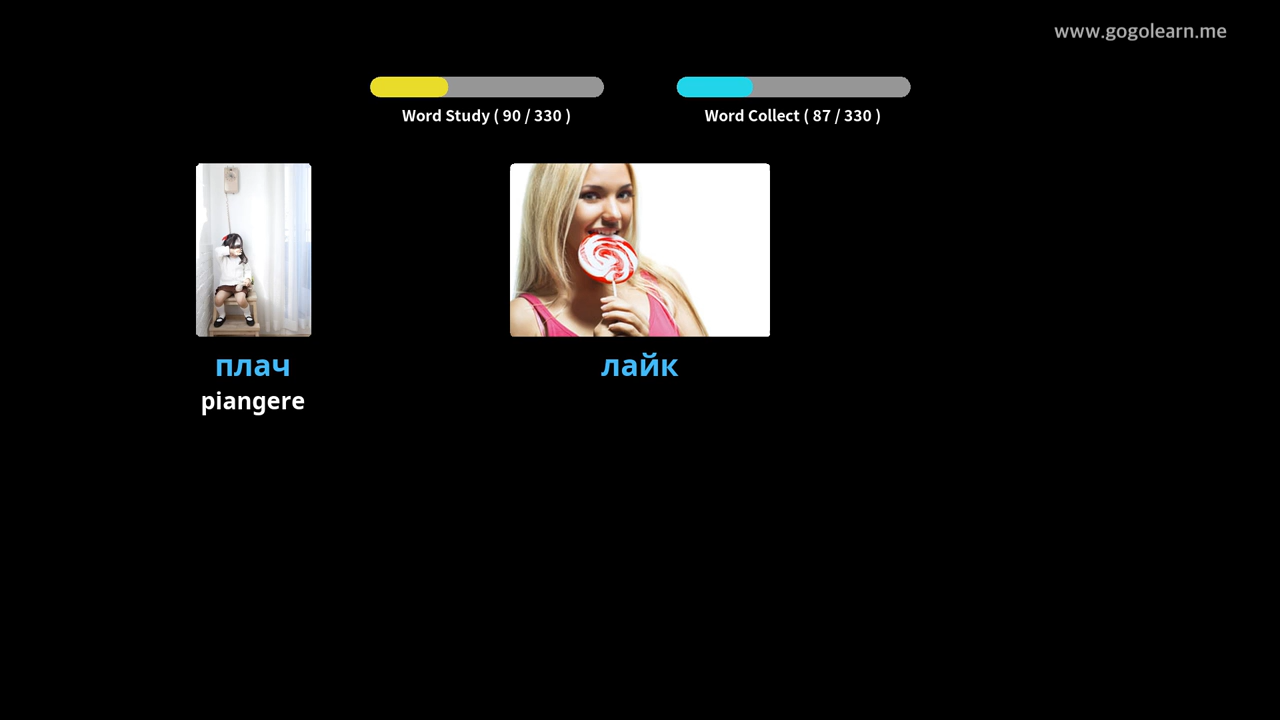 www.gogolearn.me
Word Study ( 90 / 330 )
Word Collect ( 87 / 330 )
плач
piangere
лайк